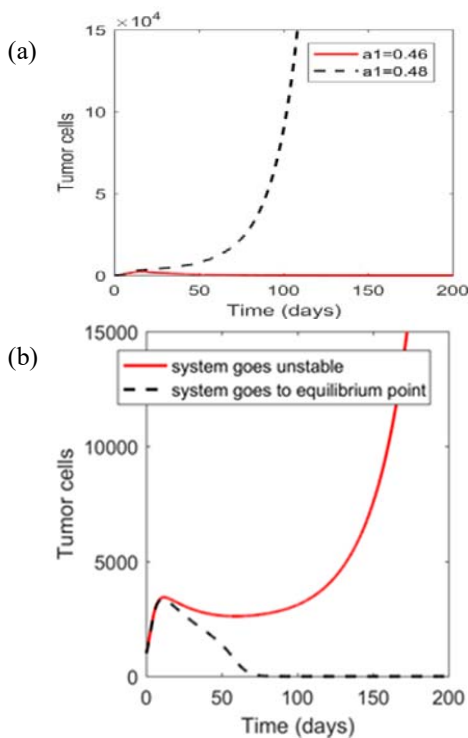 (a)
×10⁴
15
10
5
0
Tumor cells
a1=0.46
a1=0.48
0 50 100 150 200
Time (days)
(b)
15000
10000
5000
0
Tumor cells
system goes unstable
system goes to equilibrium point
0 50 100 150 200
Time (days)